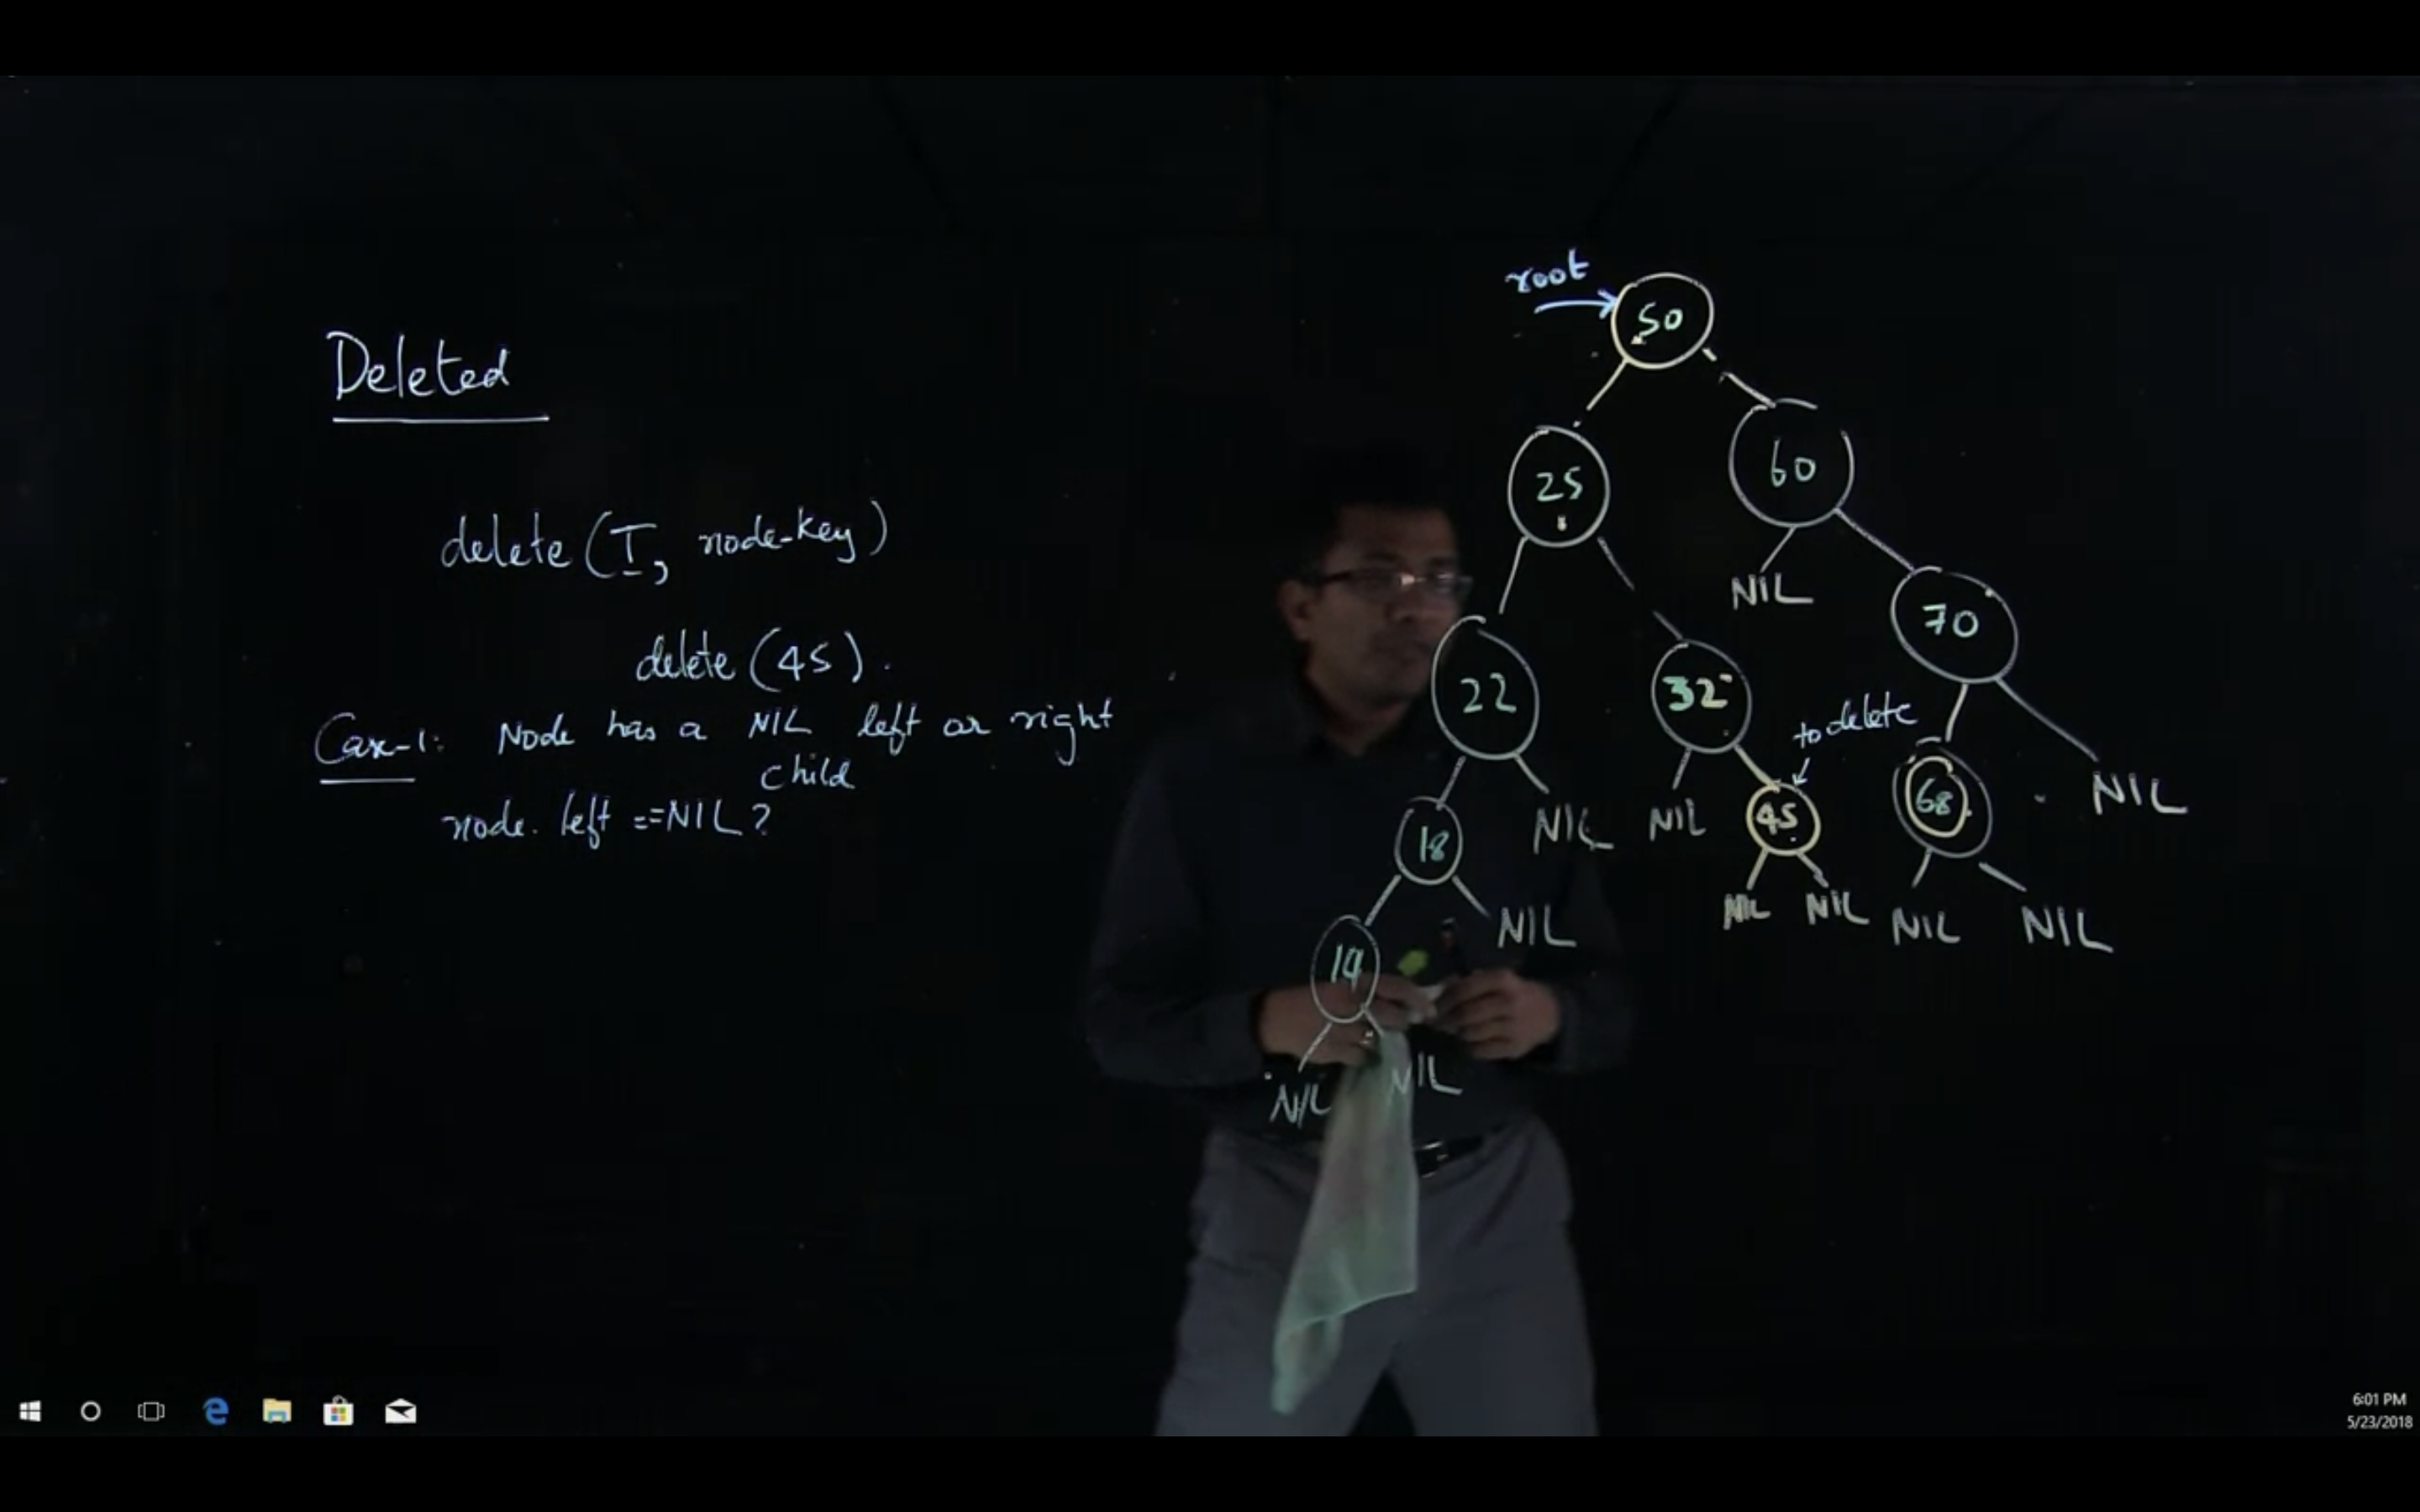 Deleted
delete (T, node-key)
delete (45).
Case-1: Node has a NIL left or right
child
node. left ==NIL?
root
50
25
60
NIL
70
22
32
to delete
18
NIL
NIL
45
68
NIL
NIL
NIL
NIL
NIL
NIL
NIL
NIL
6:01 PM
5/23/2018